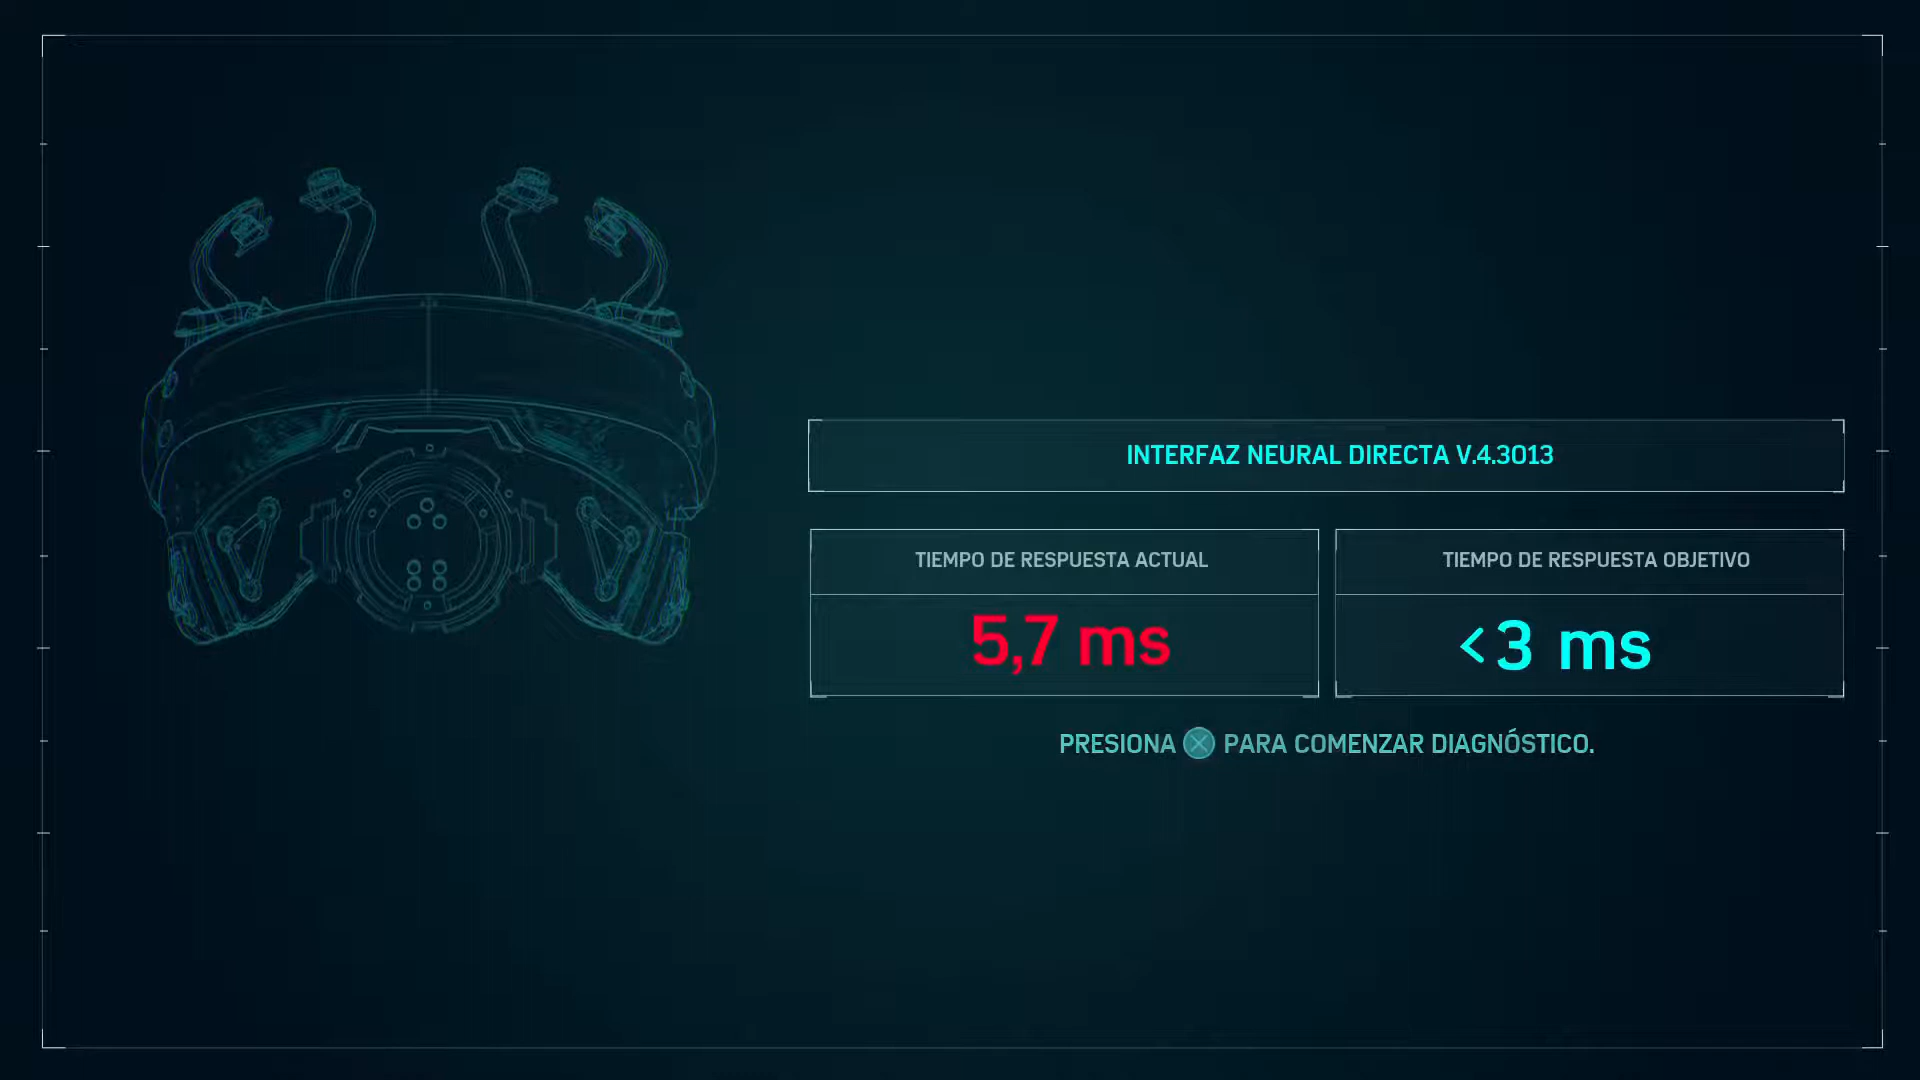 INTERFAZ NEURAL DIRECTA V.4.3013
TIEMPO DE RESPUESTA ACTUAL
5,7 ms
TIEMPO DE RESPUESTA OBJETIVO
<3 ms
PRESIONA PARA COMENZAR DIAGNÓSTICO.